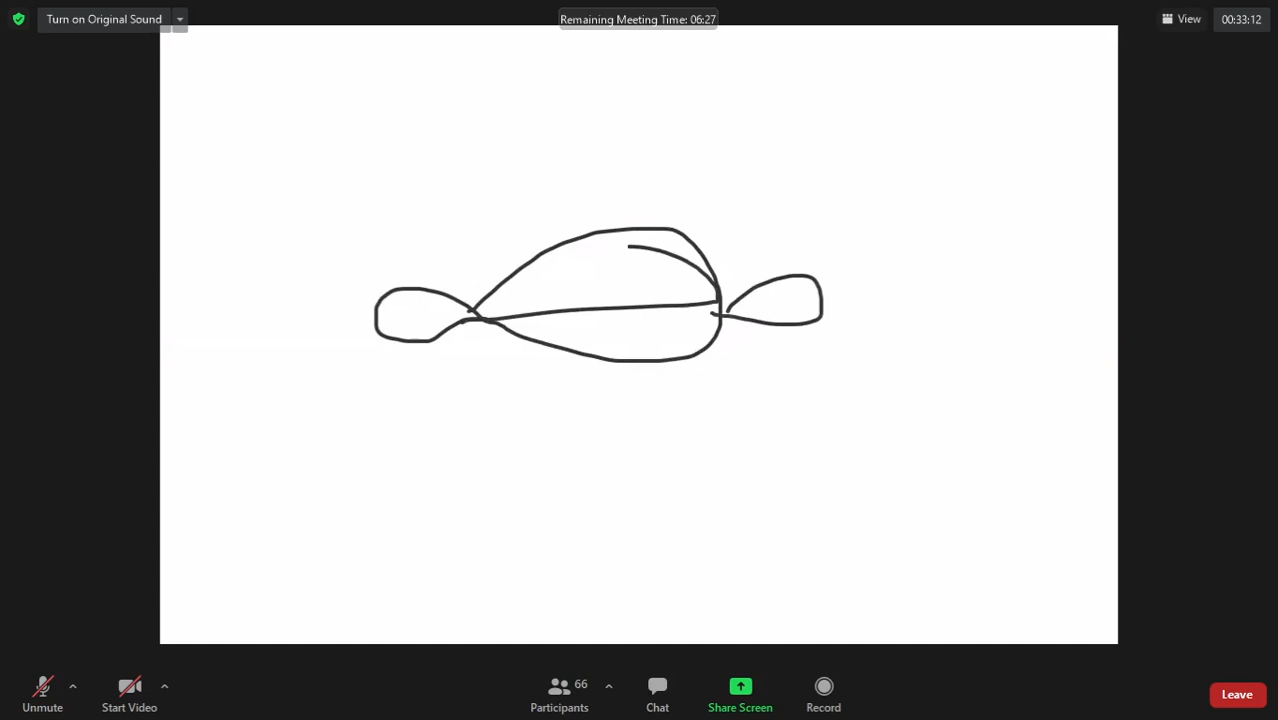 Turn on Original Sound
Remaining Meeting Time: 06:27
View
00:33:12
Unmute
Start Video
66
Participants
Chat
Share Screen
Record
Leave